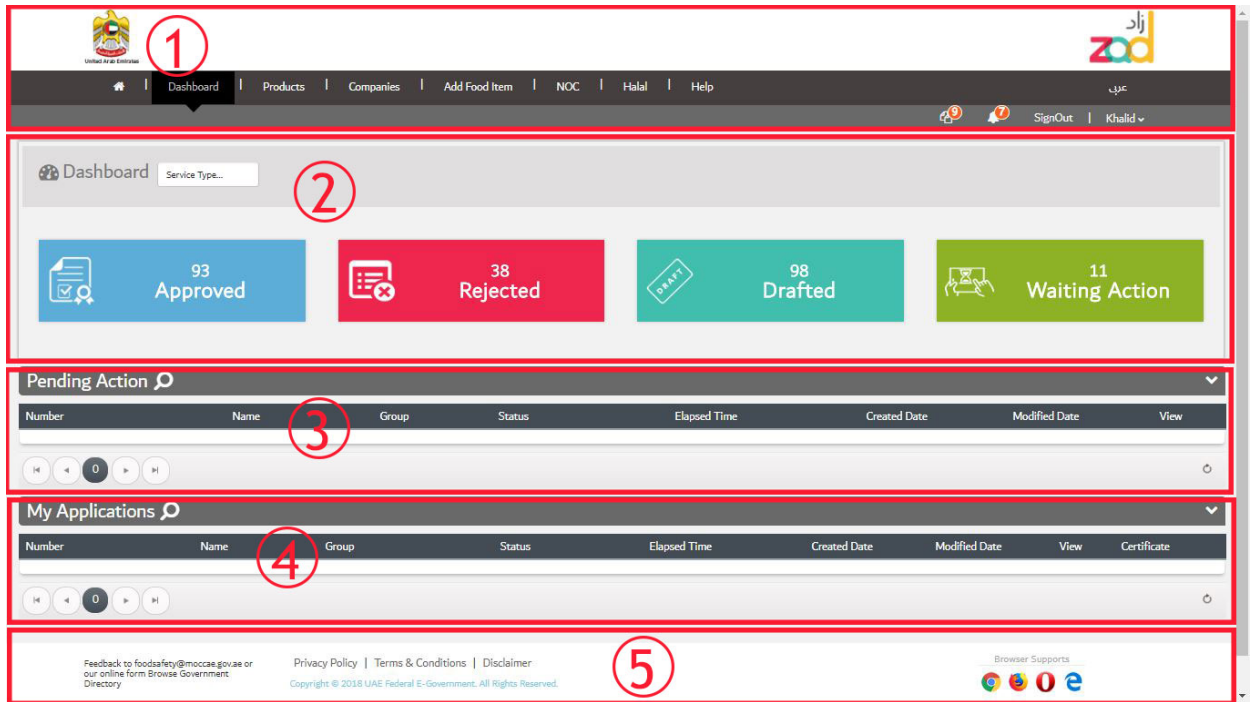 زاد
zad
United Arab Emirates
1
Dashboard | Products | Companies | Add Food Item | NOC | Halal | Help
عربي
9 7 SignOut | Khalid
Dashboard Service Type...
2
93 38 DRAFT 98 11
Approved Rejected Drafted Waiting Action
Pending Action
Number Name Group Status Elapsed Time Created Date Modified Date View
3
0
My Applications
Number Name Group Status Elapsed Time Created Date Modified Date View Certificate
4
0
5
Feedback to foodsafety@moccae.gov.ae or
our online form Browse Government
Directory
Privacy Policy | Terms & Conditions | Disclaimer
Copyright © 2018 UAE Federal E-Government. All Rights Reserved.
Browser Supports